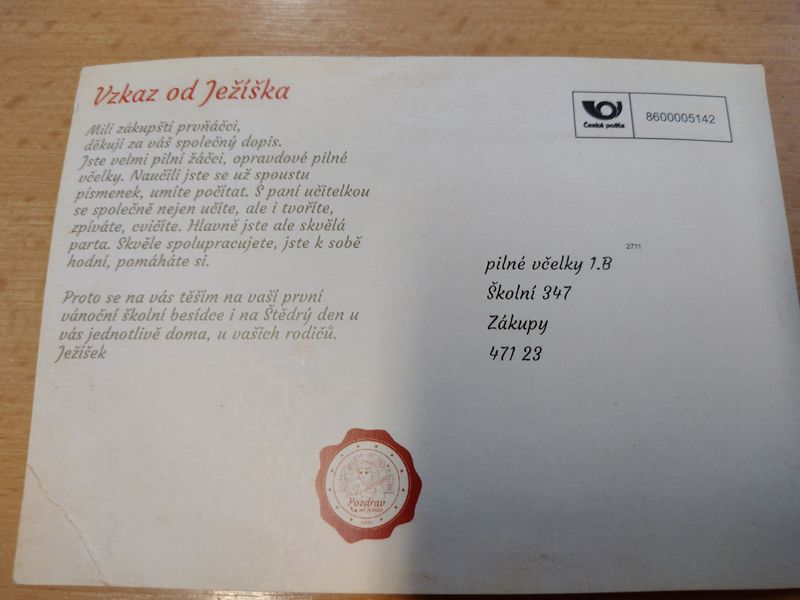 Vzkaz od Ježíška
Milí zákupští prvňáčci,
děkuji za váš společný dopis.
Jste velmi pilní žáčci, opravdové pilné
včelky. Naučili jste se už spoustu
písmenek, umíte počítat. S paní učitelkou
se společně nejen učíte, ale i tvoříte,
zpíváte, cvičíte. Hlavně jste ale skvělá
parta. Skvěle spolupracujete, jste k sobě
hodní, pomáháte si.
Proto se na vás těším na vaší první
vánoční školní besídce i na Štědrý den u
vás jednotlivě doma, u vašich rodičů.
Ježíšek
Pozdrav
od Ježíška
Česká pošta
8600005142
2711
pilné včelky 1.B
Školní 347
Zákupy
471 23